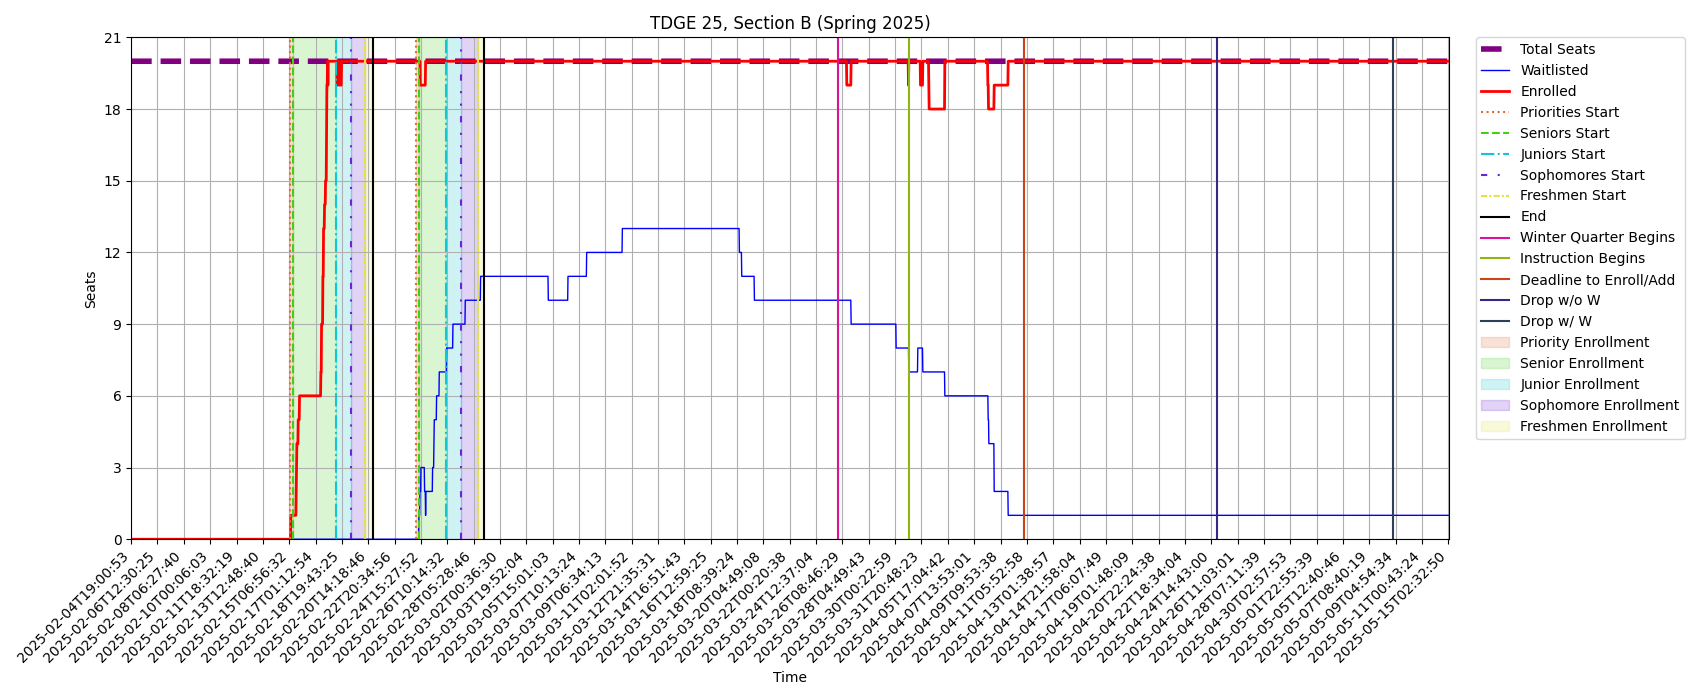 TDGE 25, Section B (Spring 2025)
21
18
15
12
9
6
3
0
Seats
2025-02-04T19:00:53
2025-02-06T12:30:25
2025-02-08T06:27:40
2025-02-10T00:06:03
2025-02-11T18:32:19
2025-02-13T12:48:40
2025-02-15T06:56:32
2025-02-17T01:12:54
2025-02-18T19:43:25
2025-02-20T14:18:46
2025-02-22T20:34:56
2025-02-24T15:27:52
2025-02-26T10:14:32
2025-02-28T05:28:46
2025-03-02T00:36:30
2025-03-03T19:52:04
2025-03-05T15:01:03
2025-03-07T10:13:24
2025-03-09T06:34:13
2025-03-11T02:01:52
2025-03-12T21:35:31
2025-03-14T16:51:43
2025-03-16T12:59:25
2025-03-18T08:39:24
2025-03-20T04:49:08
2025-03-22T00:20:38
2025-03-24T12:37:04
2025-03-26T08:46:29
2025-03-28T04:49:43
2025-03-30T00:22:59
2025-03-31T20:48:23
2025-04-05T17:04:42
2025-04-07T13:53:01
2025-04-09T09:53:38
2025-04-11T05:52:58
2025-04-13T01:38:57
2025-04-14T21:58:04
2025-04-17T06:07:49
2025-04-19T01:48:09
2025-04-20T22:24:38
2025-04-22T18:34:04
2025-04-24T14:43:00
2025-04-26T11:03:01
2025-04-28T07:11:39
2025-04-30T02:57:53
2025-05-01T22:55:39
2025-05-05T12:40:46
2025-05-07T08:40:19
2025-05-09T04:54:34
2025-05-11T00:43:24
2025-05-15T02:32:50
Time
Total Seats
Waitlisted
Enrolled
Priorities Start
Seniors Start
Juniors Start
Sophomores Start
Freshmen Start
End
Winter Quarter Begins
Instruction Begins
Deadline to Enroll/Add
Drop w/o W
Drop w/ W
Priority Enrollment
Senior Enrollment
Junior Enrollment
Sophomore Enrollment
Freshmen Enrollment